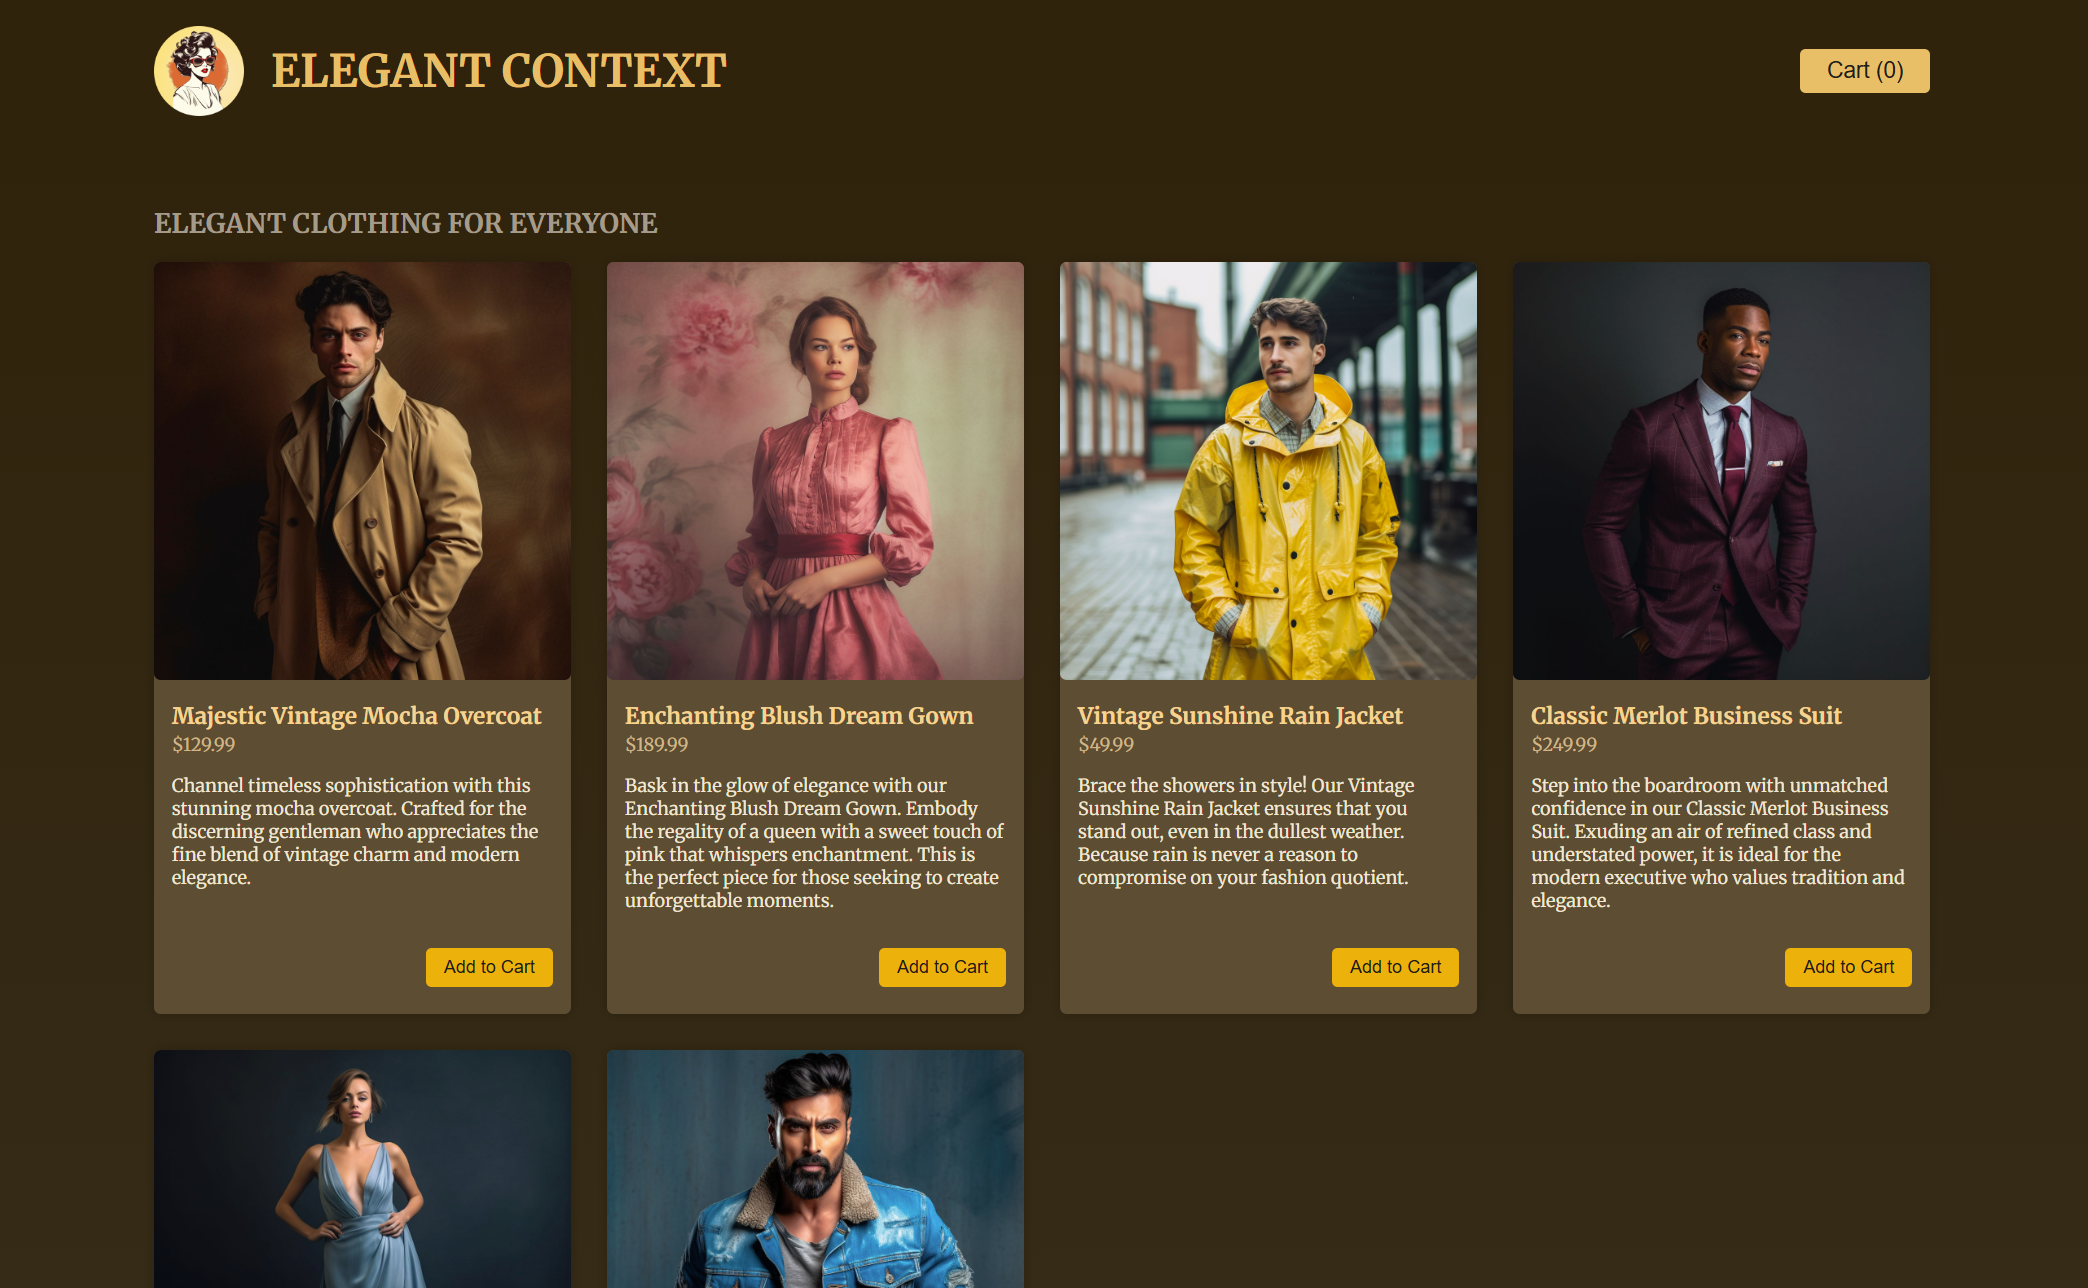 ELEGANT CONTEXT
Cart (0)
ELEGANT CLOTHING FOR EVERYONE
Majestic Vintage Mocha Overcoat
$129.99
Channel timeless sophistication with this
stunning mocha overcoat. Crafted for the
discerning gentleman who appreciates the
fine blend of vintage charm and modern
elegance.
Add to Cart
Enchanting Blush Dream Gown
$189.99
Bask in the glow of elegance with our
Enchanting Blush Dream Gown. Embody
the regality of a queen with a sweet touch of
pink that whispers enchantment. This is
the perfect piece for those seeking to create
unforgettable moments.
Add to Cart
Vintage Sunshine Rain Jacket
$49.99
Brace the showers in style! Our Vintage
Sunshine Rain Jacket ensures that you
stand out, even in the dullest weather.
Because rain is never a reason to
compromise on your fashion quotient.
Add to Cart
Classic Merlot Business Suit
$249.99
Step into the boardroom with unmatched
confidence in our Classic Merlot Business
Suit. Exuding an air of refined class and
understated power, it is ideal for the
modern executive who values tradition and
elegance.
Add to Cart